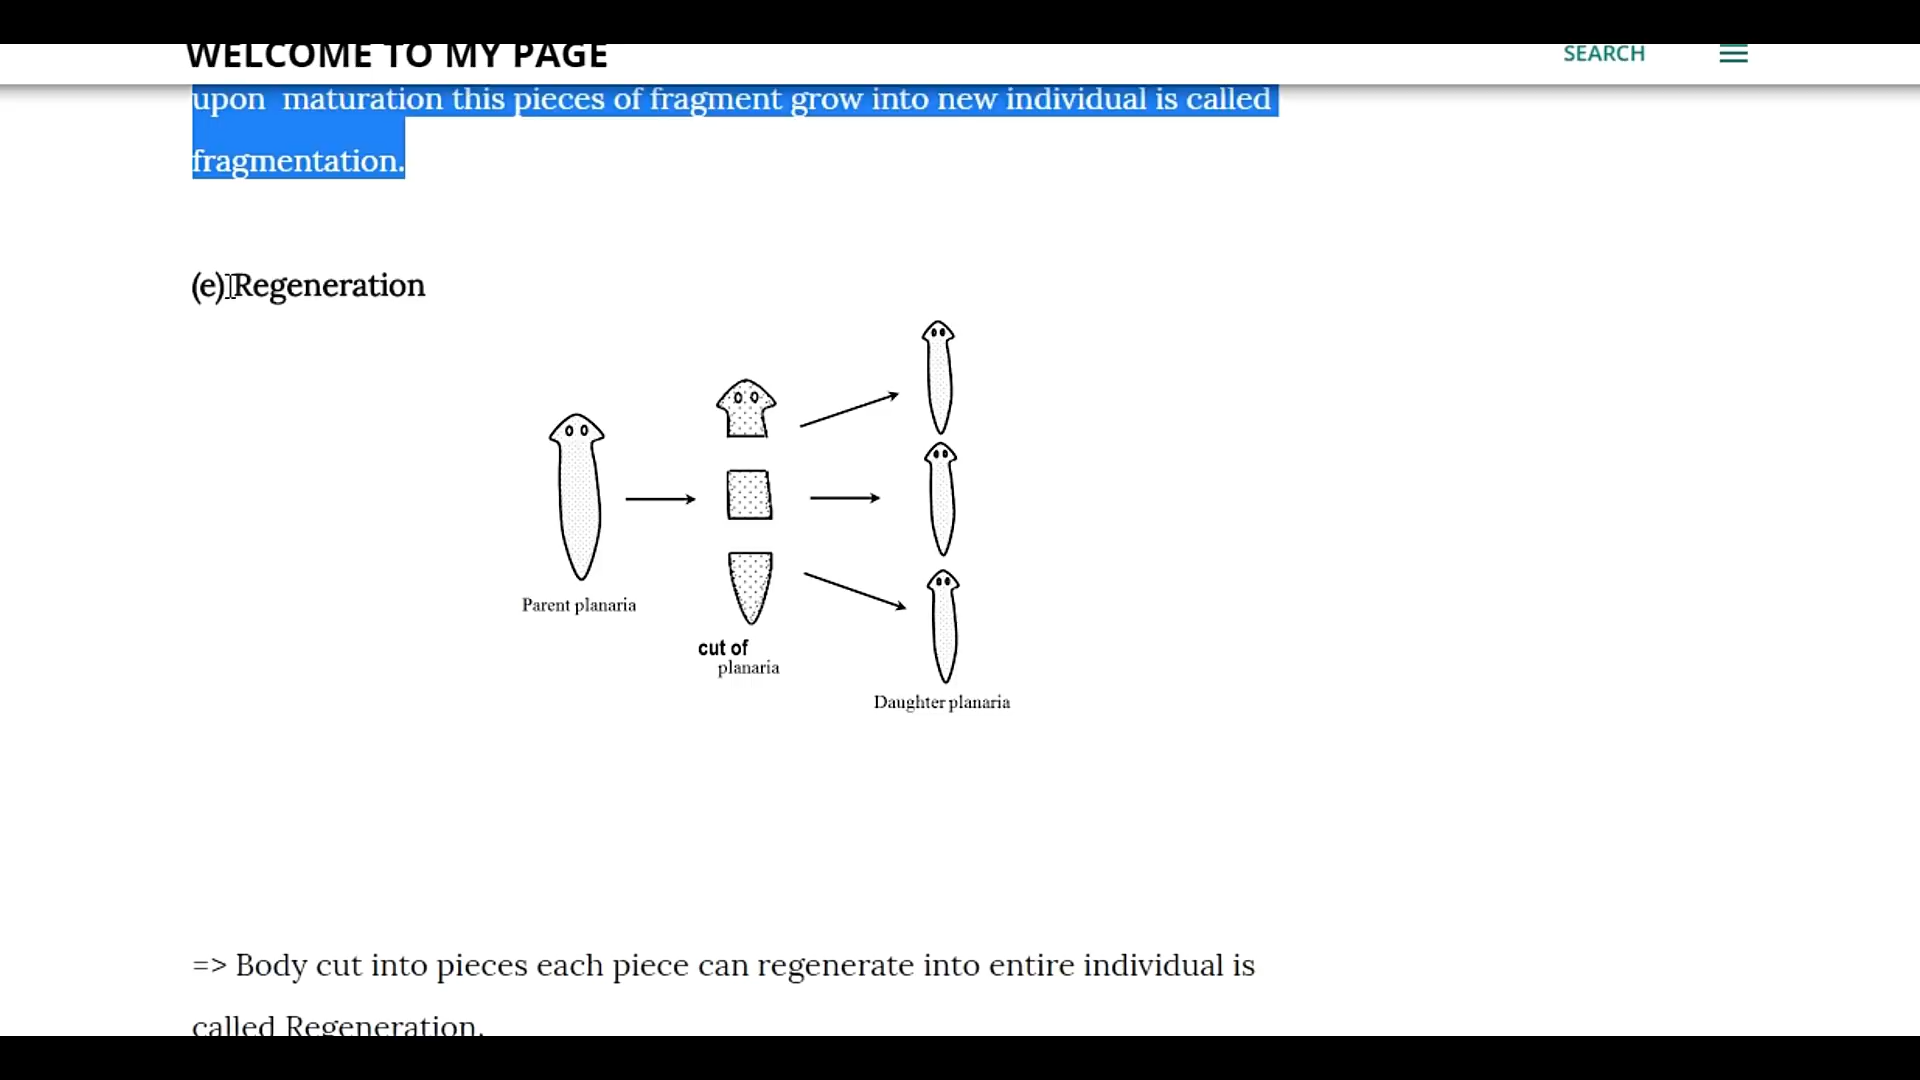 WELCOME TO MY PAGE
SEARCH
upon maturation this pieces of fragment grow into new individual is called
fragmentation.
(e) Regeneration
Parent planaria
cut of
planaria
Daughter planaria
=> Body cut into pieces each piece can regenerate into entire individual is
called Regeneration.